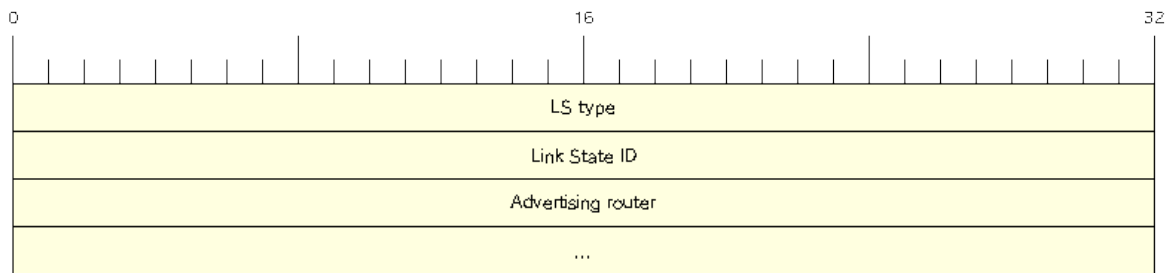 0 16 32
LS type
Link State ID
Advertising router
...